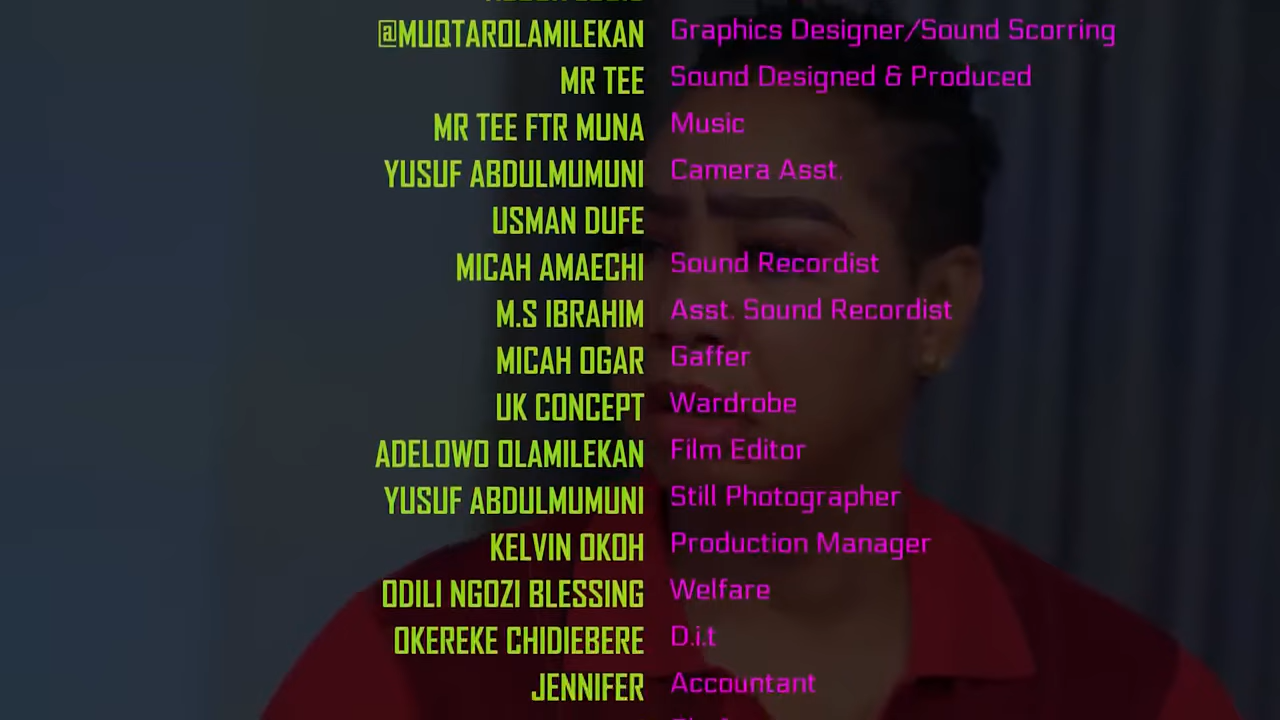 @MUQTAROLAMILEKAN Graphics Designer/Sound Scorring
MR TEE Sound Designed & Produced
MR TEE FTR MUNA Music
YUSUF ABDULMUMUNI Camera Asst.
USMAN DUFE
MICAH AMAECHI Sound Recordist
M.S IBRAHIM Asst. Sound Recordist
MICAH OGAR Gaffer
UK CONCEPT Wardrobe
ADELOWO OLAMILEKAN Film Editor
YUSUF ABDULMUMUNI Still Photographer
KELVIN OKOH Production Manager
ODILI NGOZI BLESSING Welfare
OKEREKE CHIDIEBERE D.i.t
JENNIFER Accountant